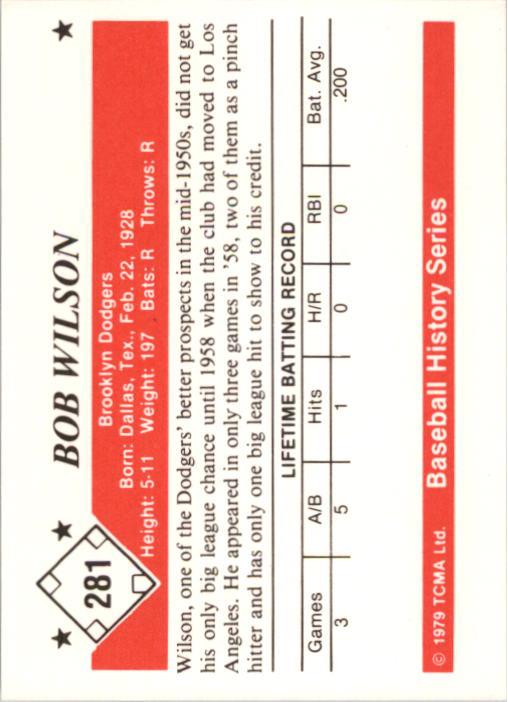 281
BOB WILSON
Brooklyn Dodgers
Born: Dallas, Tex., Feb. 22, 1928
Height: 5-11 Weight: 197 Bats: R Throws: R
Wilson, one of the Dodgers' better prospects in the mid-1950s, did not get
his only big league chance until 1958 when the club had moved to Los
Angeles. He appeared in only three games in '58, two of them as a pinch
hitter and has only one big league hit to show to his credit.
LIFETIME BATTING RECORD
Games A/B Hits H/R RBI Bat. Avg.
3 5 1 0 0 .200
© 1979 TCMA Ltd. Baseball History Series